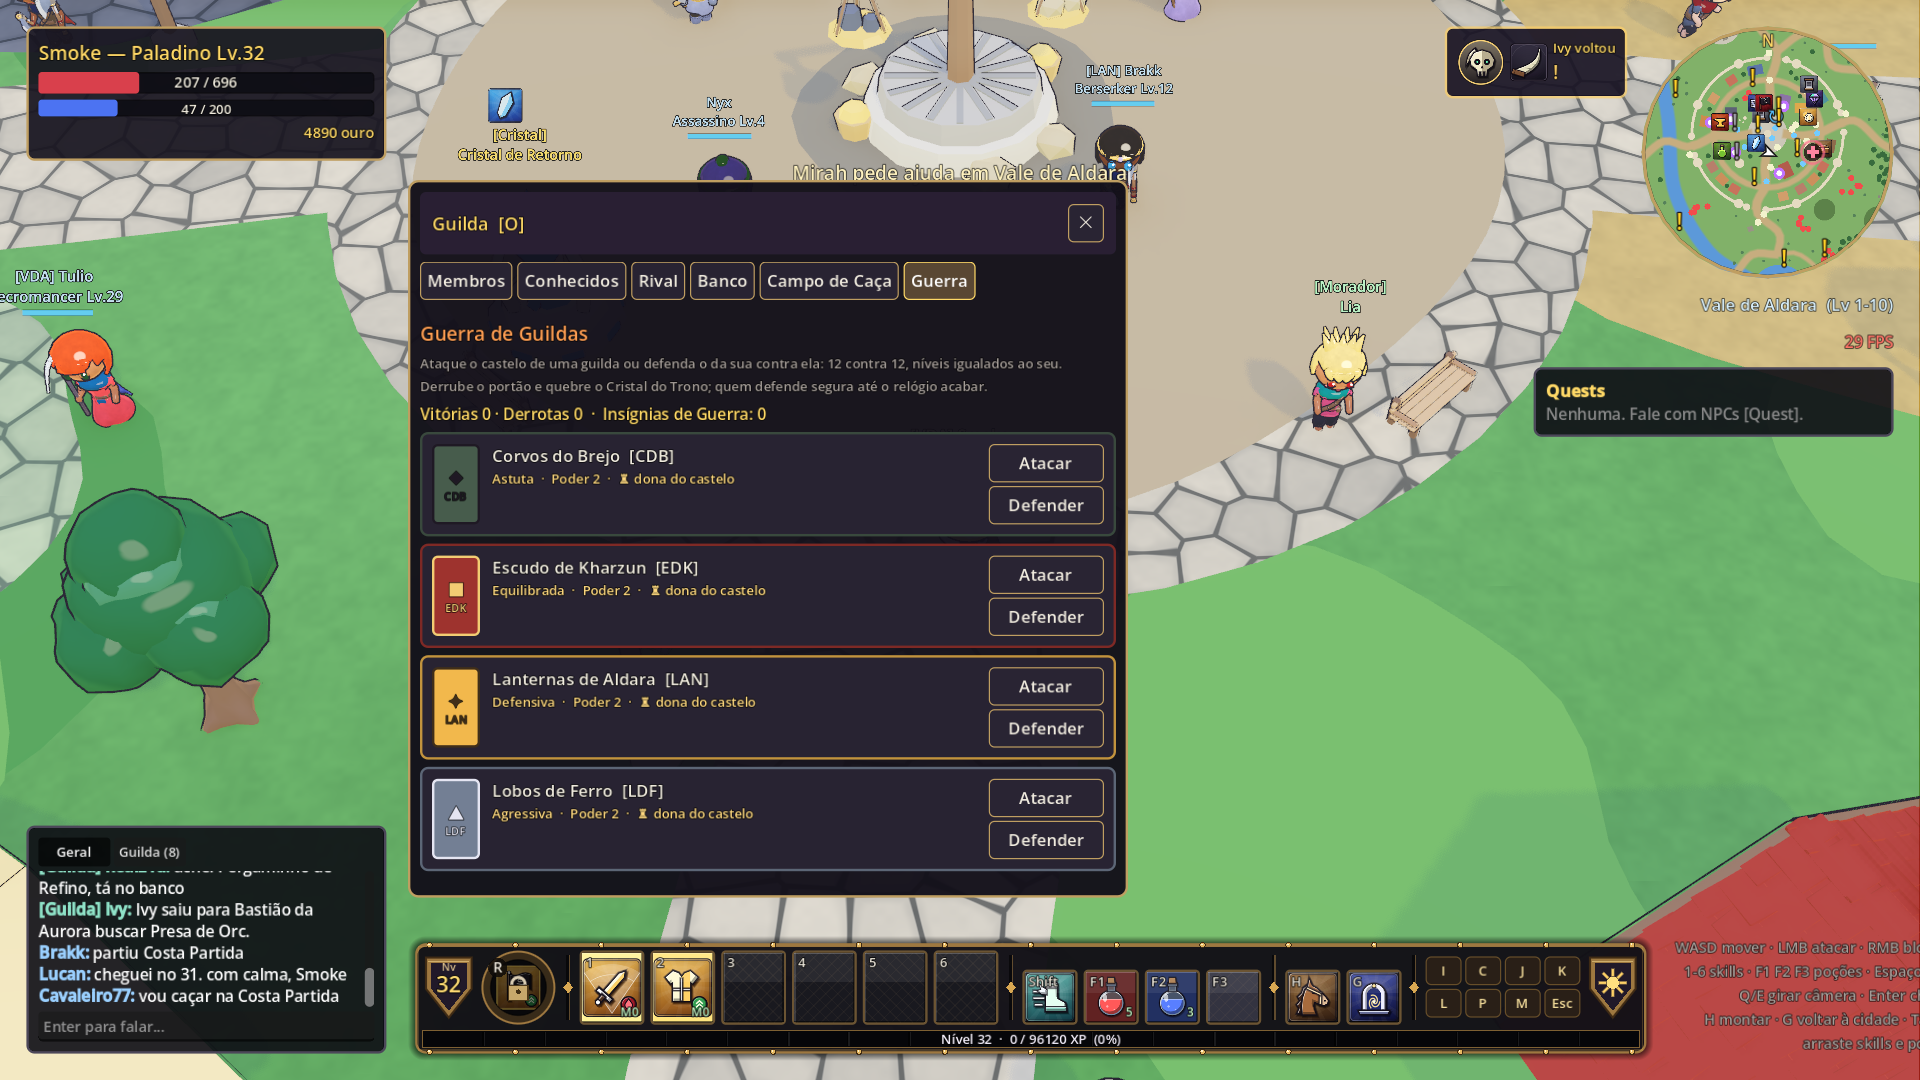 Smoke — Paladino Lv.32
207 / 696
47 / 200
4890 ouro
[Cristal]
Cristal de Retorno
Nyx
Assassino Lv.4
[LAN] Brakk
Berserker Lv.12
Mirah pede ajuda em Vale de Aldara
Ivy voltou
!
N
Vale de Aldara (Lv 1-10)
29 FPS
Quests
Nenhuma. Fale com NPCs [Quest].
[VDA] Tulio
ecromancer Lv.29
[Morador]
Lia
Guilda [O]
Membros
Conhecidos
Rival
Banco
Campo de Caça
Guerra
Guerra de Guildas
Ataque o castelo de uma guilda ou defenda o da sua contra ela: 12 contra 12, níveis igualados ao seu.
Derrube o portão e quebre o Cristal do Trono; quem defende segura até o relógio acabar.
Vitórias 0 · Derrotas 0 · Insígnias de Guerra: 0
CDB
Corvos do Brejo [CDB]
Astuta · Poder 2 · ♜ dona do castelo
Atacar
Defender
EDK
Escudo de Kharzun [EDK]
Equilibrada · Poder 2 · ♜ dona do castelo
Atacar
Defender
LAN
Lanternas de Aldara [LAN]
Defensiva · Poder 2 · ♜ dona do castelo
Atacar
Defender
LDF
Lobos de Ferro [LDF]
Agressiva · Poder 2 · ♜ dona do castelo
Atacar
Defender
Geral
Guilda (8)
Refino, tá no banco
[Guilda] Ivy: Ivy saiu para Bastião da
Aurora buscar Presa de Orc.
Brakk: partiu Costa Partida
Lucan: cheguei no 31. com calma, Smoke
Cavaleiro77: vou caçar na Costa Partida
Enter para falar...
Nv
32
R
1
M0
2
M0
3
4
5
6
Shift
F1
5
F2
3
F3
H
G
I
C
J
K
L
P
M
Esc
Nível 32 · 0 / 96120 XP (0%)
WASD mover · LMB atacar · RMB blo
1-6 skills · F1 F2 F3 poções · Espaço
Q/E girar câmera · Enter c
H montar · G voltar à cidade · T
arraste skills e po